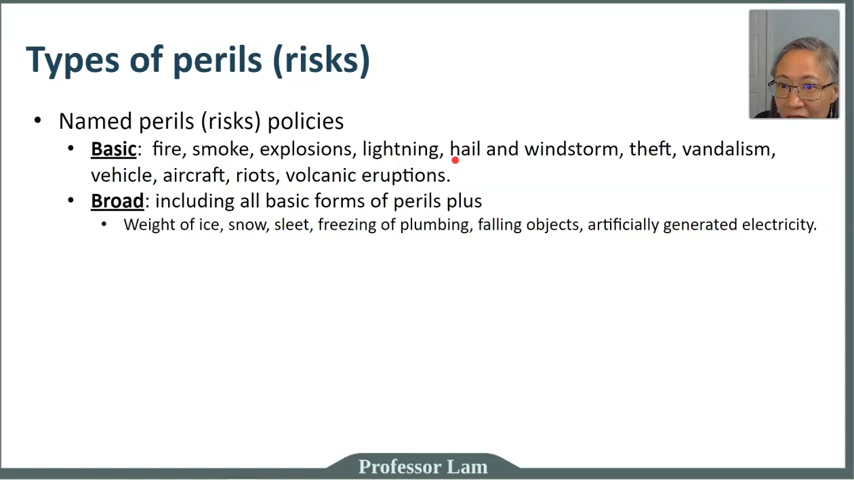 Types of perils (risks)
• Named perils (risks) policies
• Basic: fire, smoke, explosions, lightning, hail and windstorm, theft, vandalism,
vehicle, aircraft, riots, volcanic eruptions.
• Broad: including all basic forms of perils plus
• Weight of ice, snow, sleet, freezing of plumbing, falling objects, artificially generated electricity.
Professor Lam